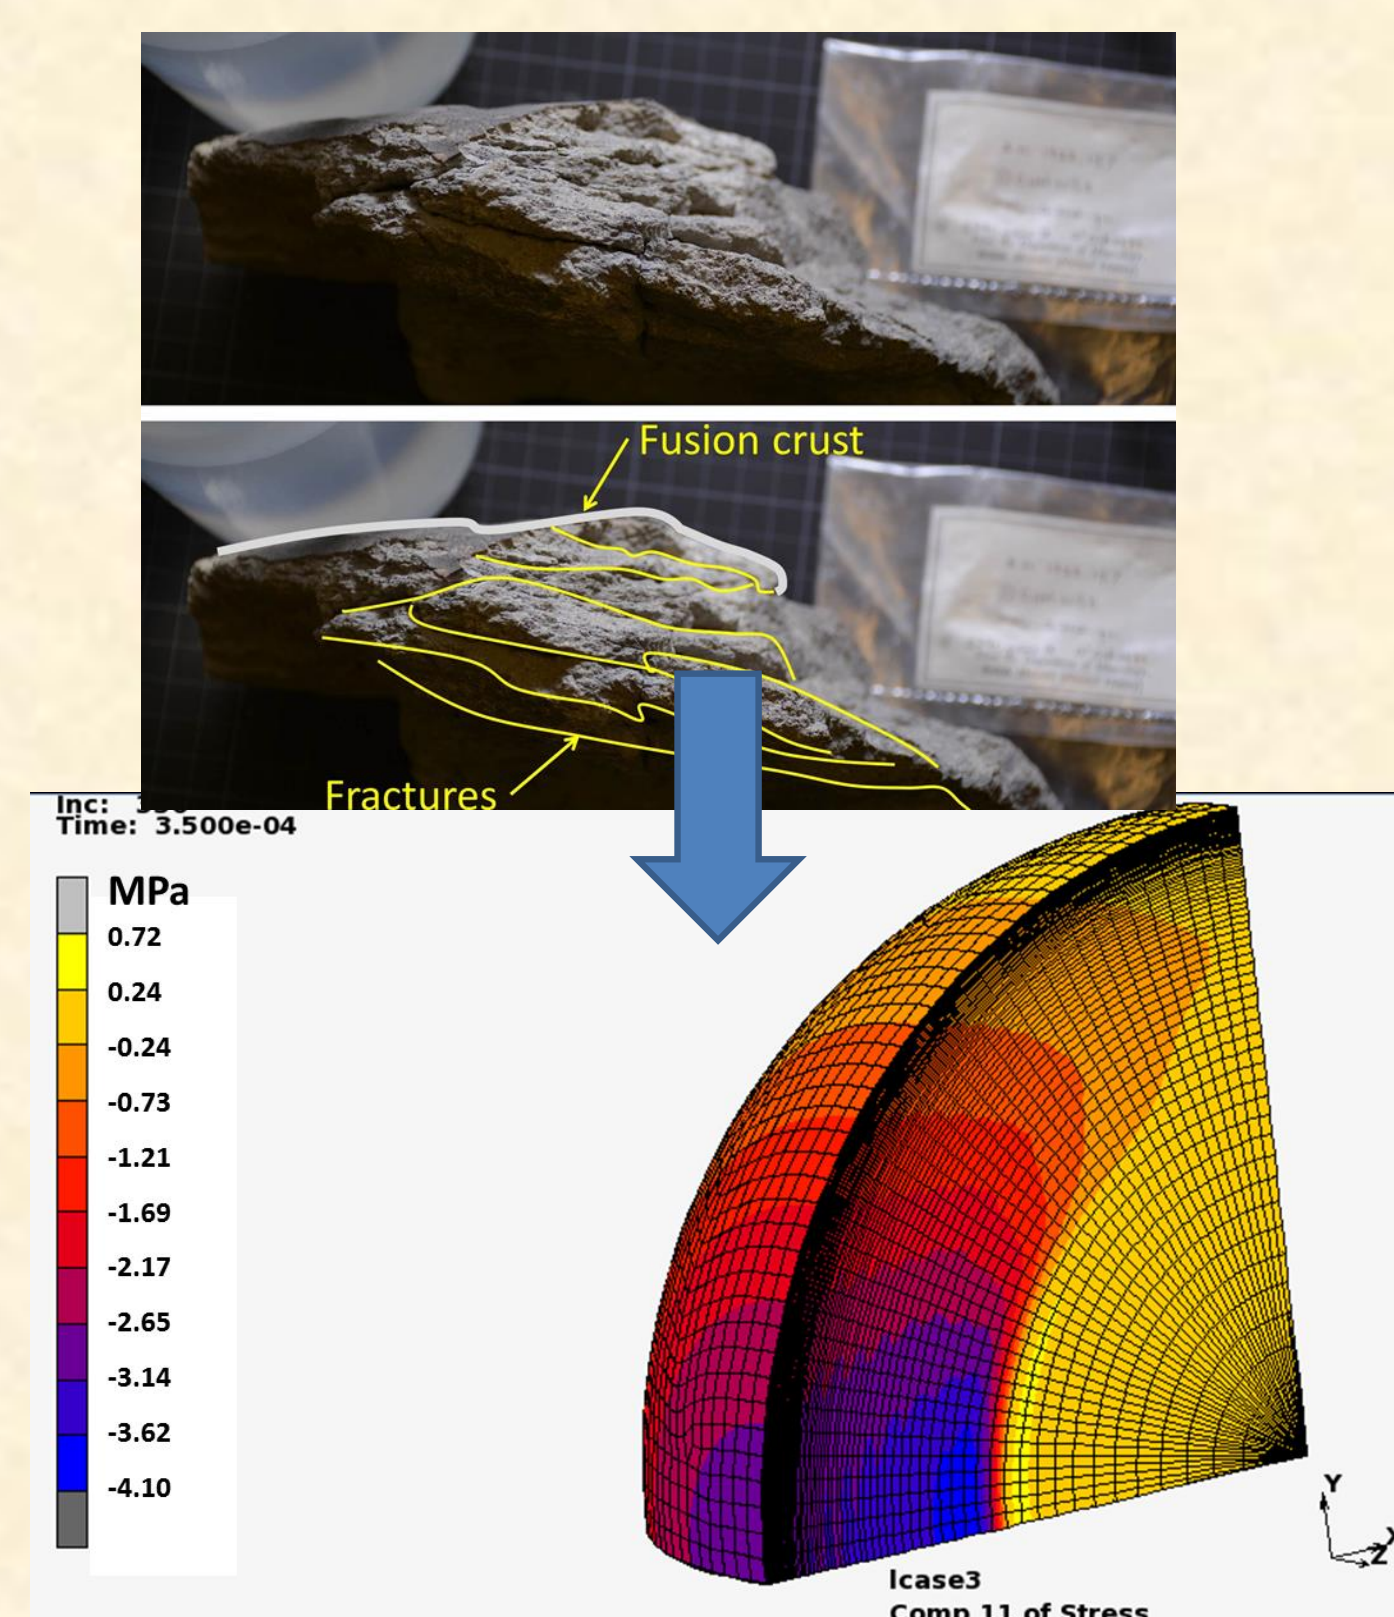 Fusion crust
Fractures
Inc:
Time: 3.500e-04
MPa
0.72
0.24
-0.24
-0.73
-1.21
-1.69
-2.17
-2.65
-3.14
-3.62
-4.10
Y
X
Z
lcase3
Comp 11 of Stress